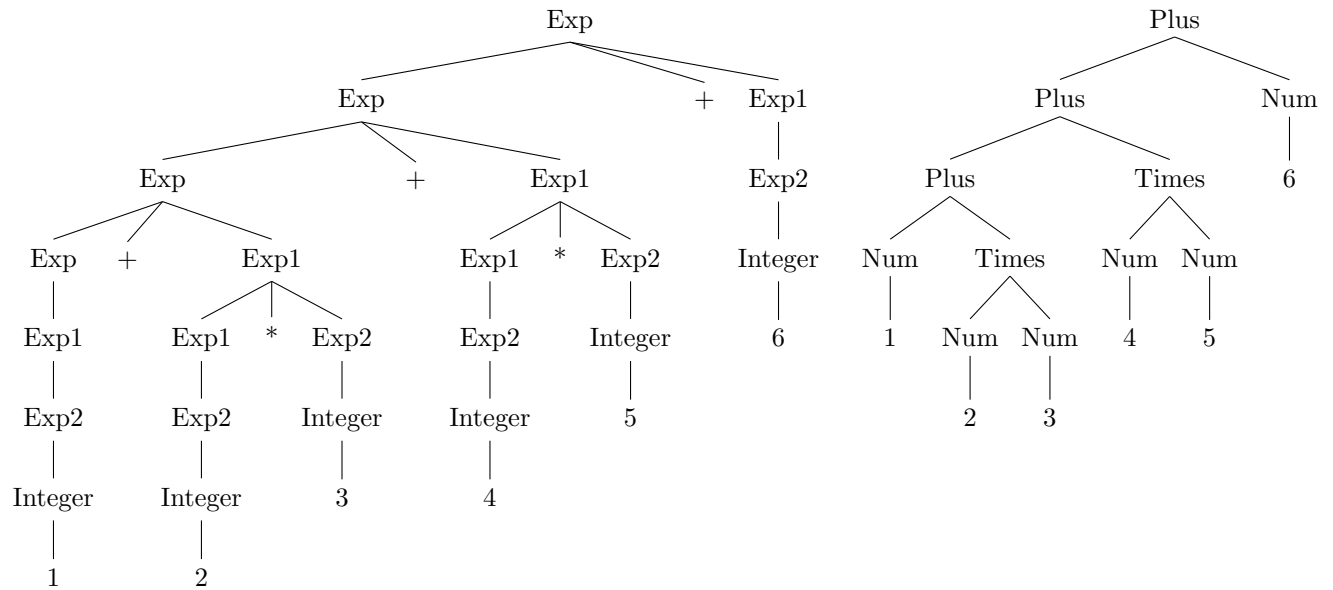 Exp Plus
Exp + Exp1 Plus Num
Exp + Exp1 Exp2 Plus Times 6
Exp + Exp1 Exp1 * Exp2 Integer Num Times Num Num
Exp1 Exp1 * Exp2 Exp2 Integer 6 1 Num Num 4 5
Exp2 Exp2 Integer Integer 5 2 3
Integer Integer 3 4
1 2